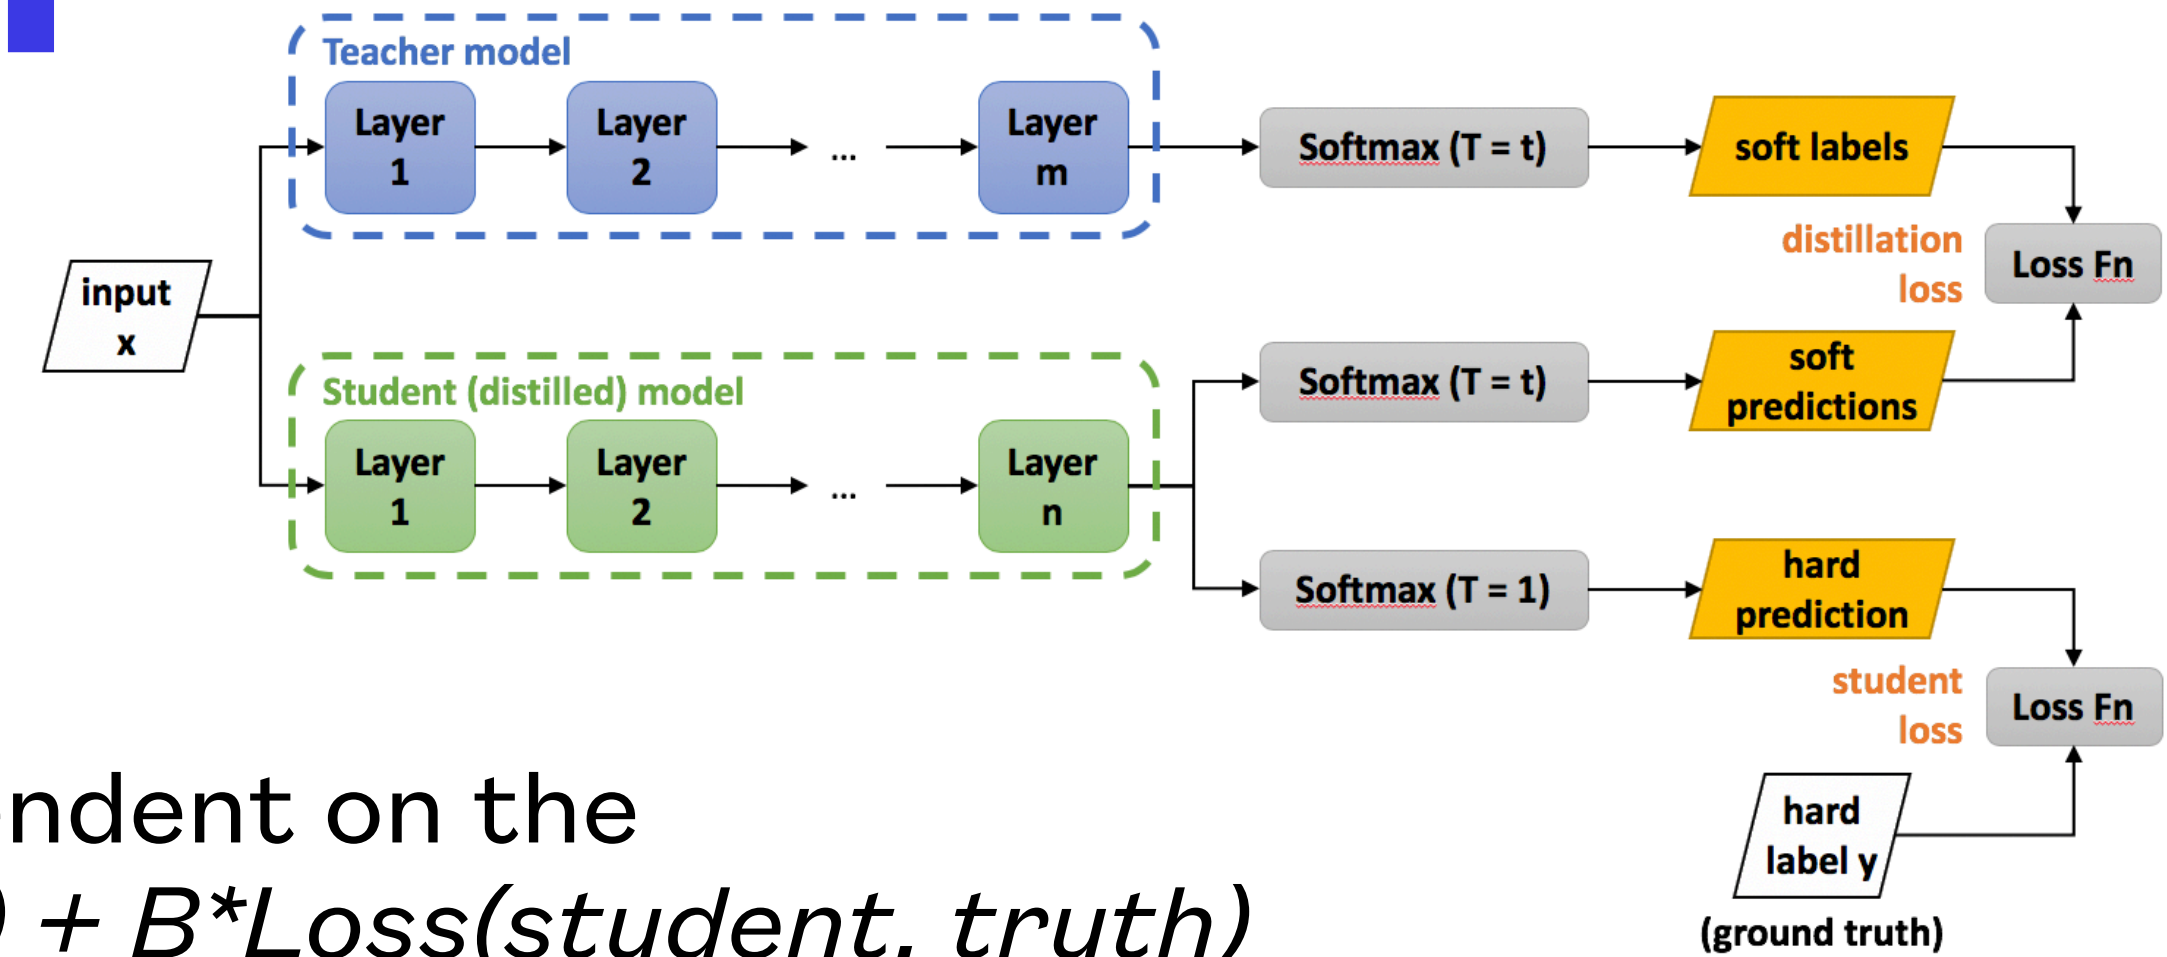 Teacher model
Layer
1
Layer
2
...
Layer
m
Softmax (T = t)
soft labels
distillation
loss
Loss Fn
input
x
Student (distilled) model
Layer
1
Layer
2
...
Layer
n
Softmax (T = t)
soft
predictions
Softmax (T = 1)
hard
prediction
student
loss
Loss Fn
hard
label y
(ground truth)
ndent on the
) + B*Loss(student, truth)